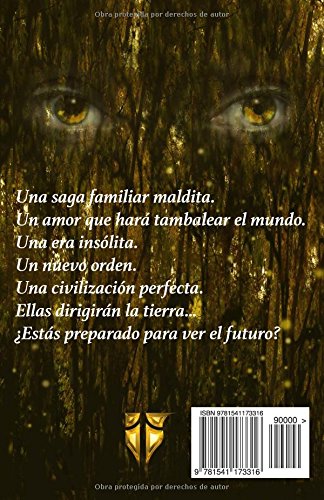 Obra protegida por derechos de autor
Una saga familiar maldita.
Un amor que hará tambalear el mundo.
Una era insólita.
Un nuevo orden.
Una civilización perfecta.
Ellas dirigirán la tierra...
¿Estás preparado para ver el futuro?
ISBN 9781541173316
90000 >
9 781541 173316
Obra protegida por derechos de autor